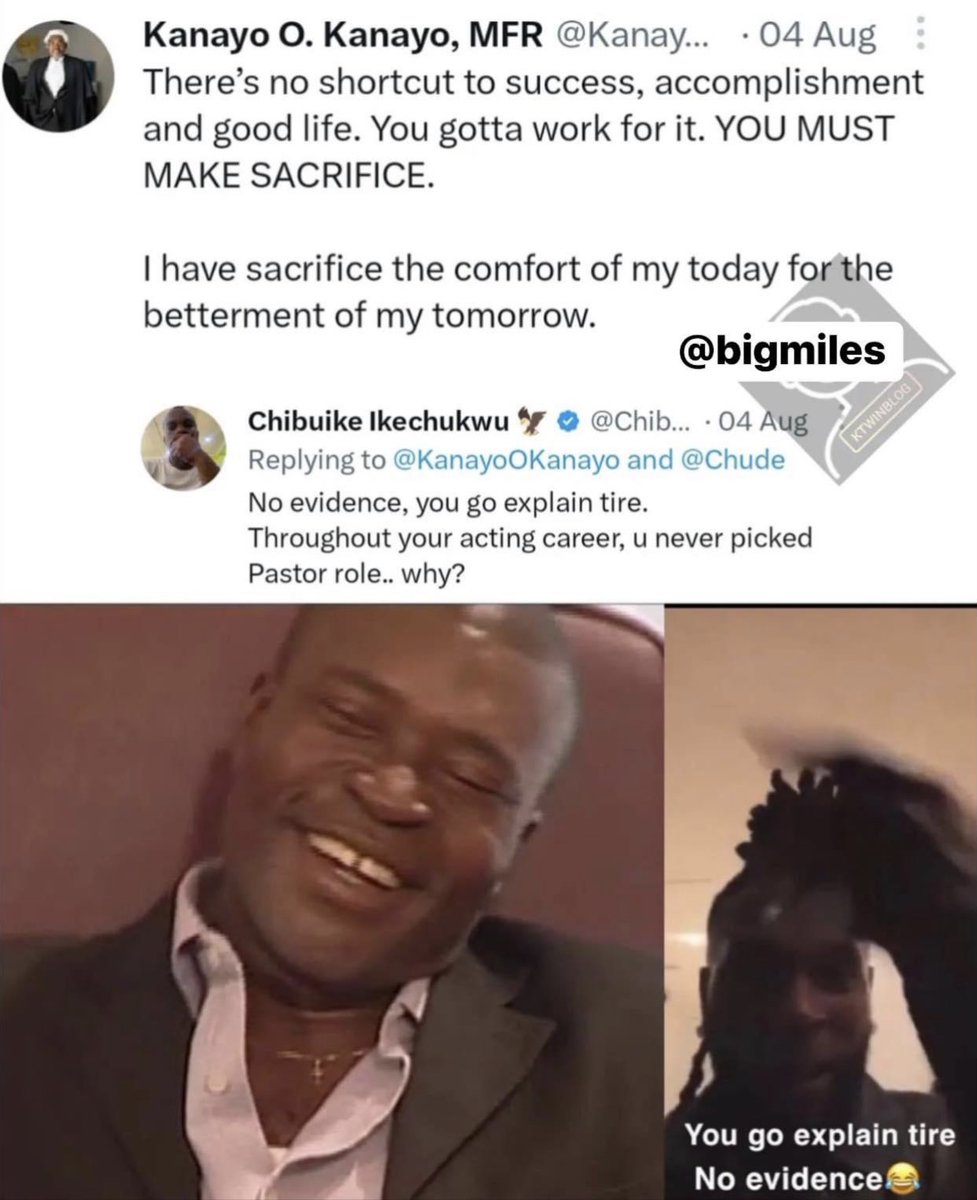 Kanayo O. Kanayo, MFR @Kanay... · 04 Aug
There's no shortcut to success, accomplishment
and good life. You gotta work for it. YOU MUST
MAKE SACRIFICE.
I have sacrifice the comfort of my today for the
betterment of my tomorrow.
@bigmiles
KTWINBLOG
Chibuike Ikechukwu @Chib... · 04 Aug
Replying to @KanayoOKanayo and @Chude
No evidence, you go explain tire.
Throughout your acting career, u never picked
Pastor role.. why?
You go explain tire
No evidence😂